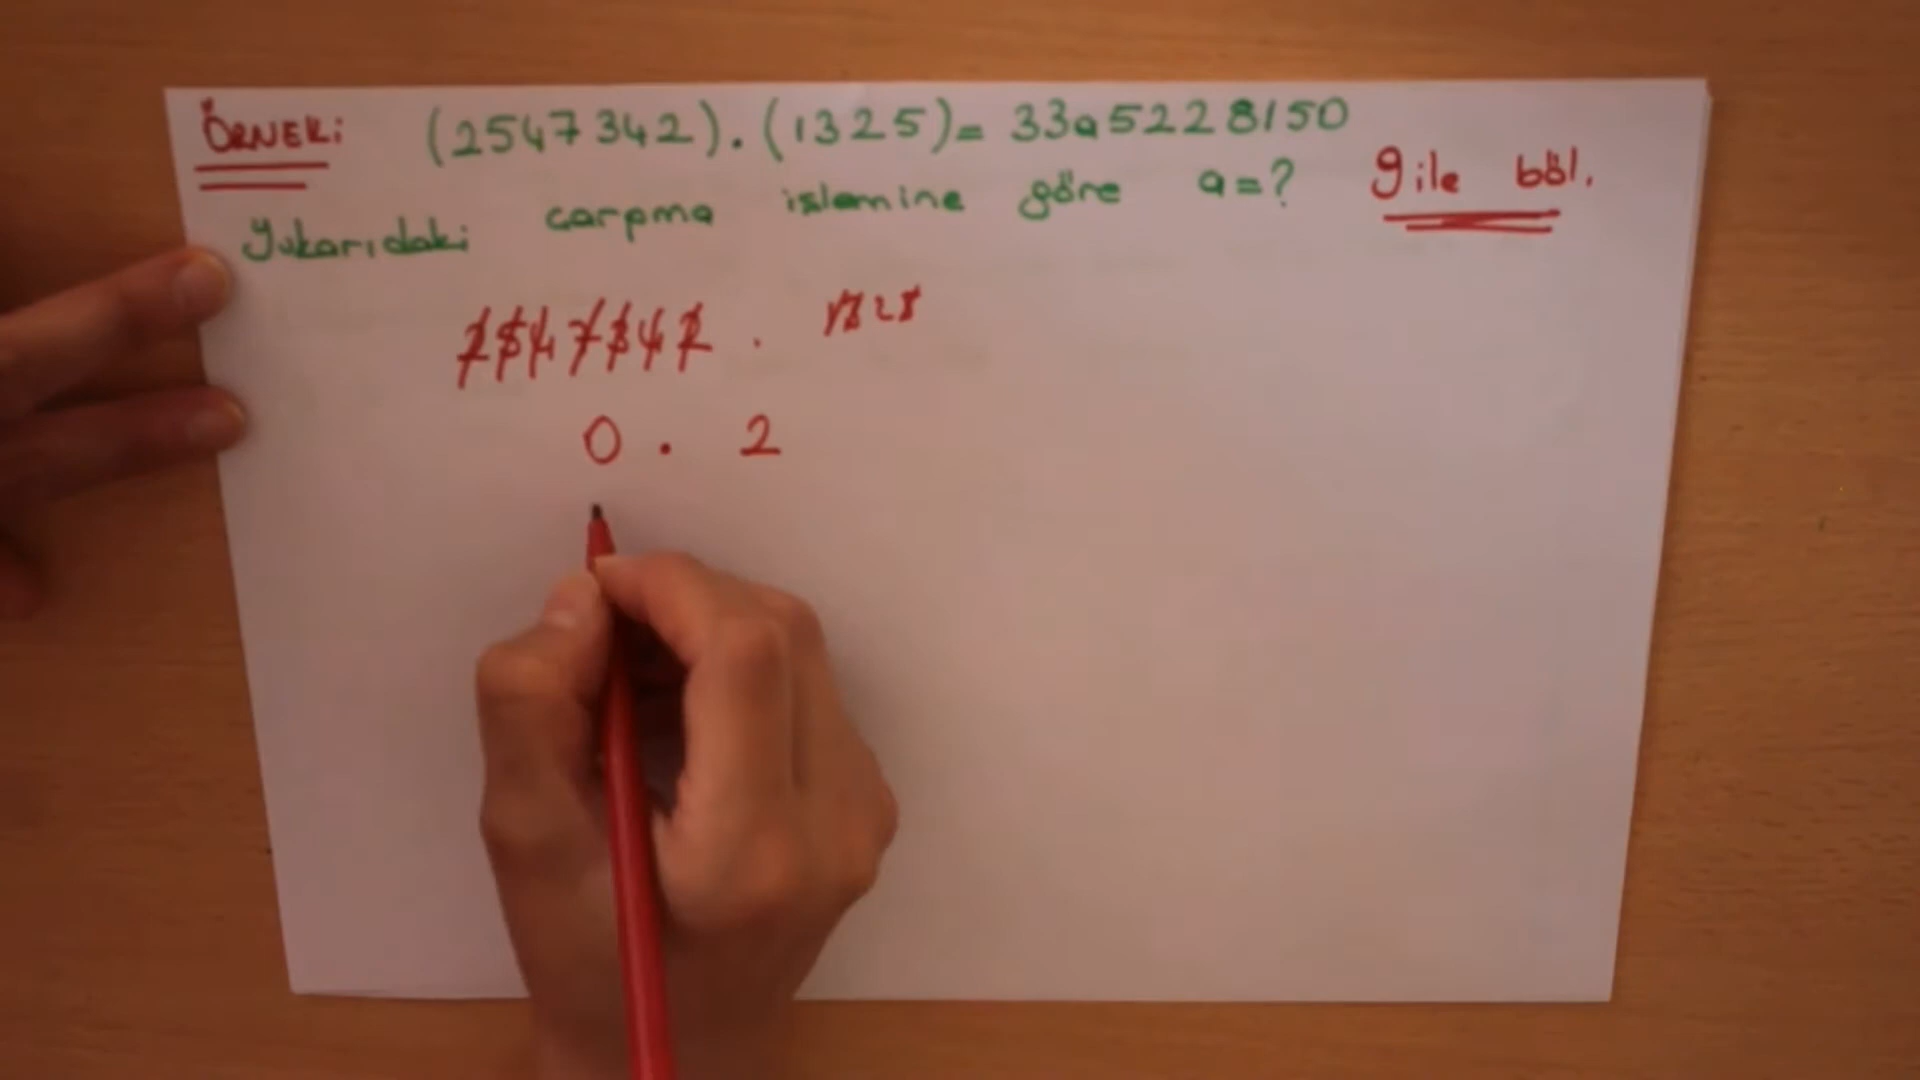 ÖRNEK: (2547342).(1325)= 33a5228150
Yukarıdaki çarpma işlemine göre a=? 9 ile böl.
2547342 . 1325
0 . 2